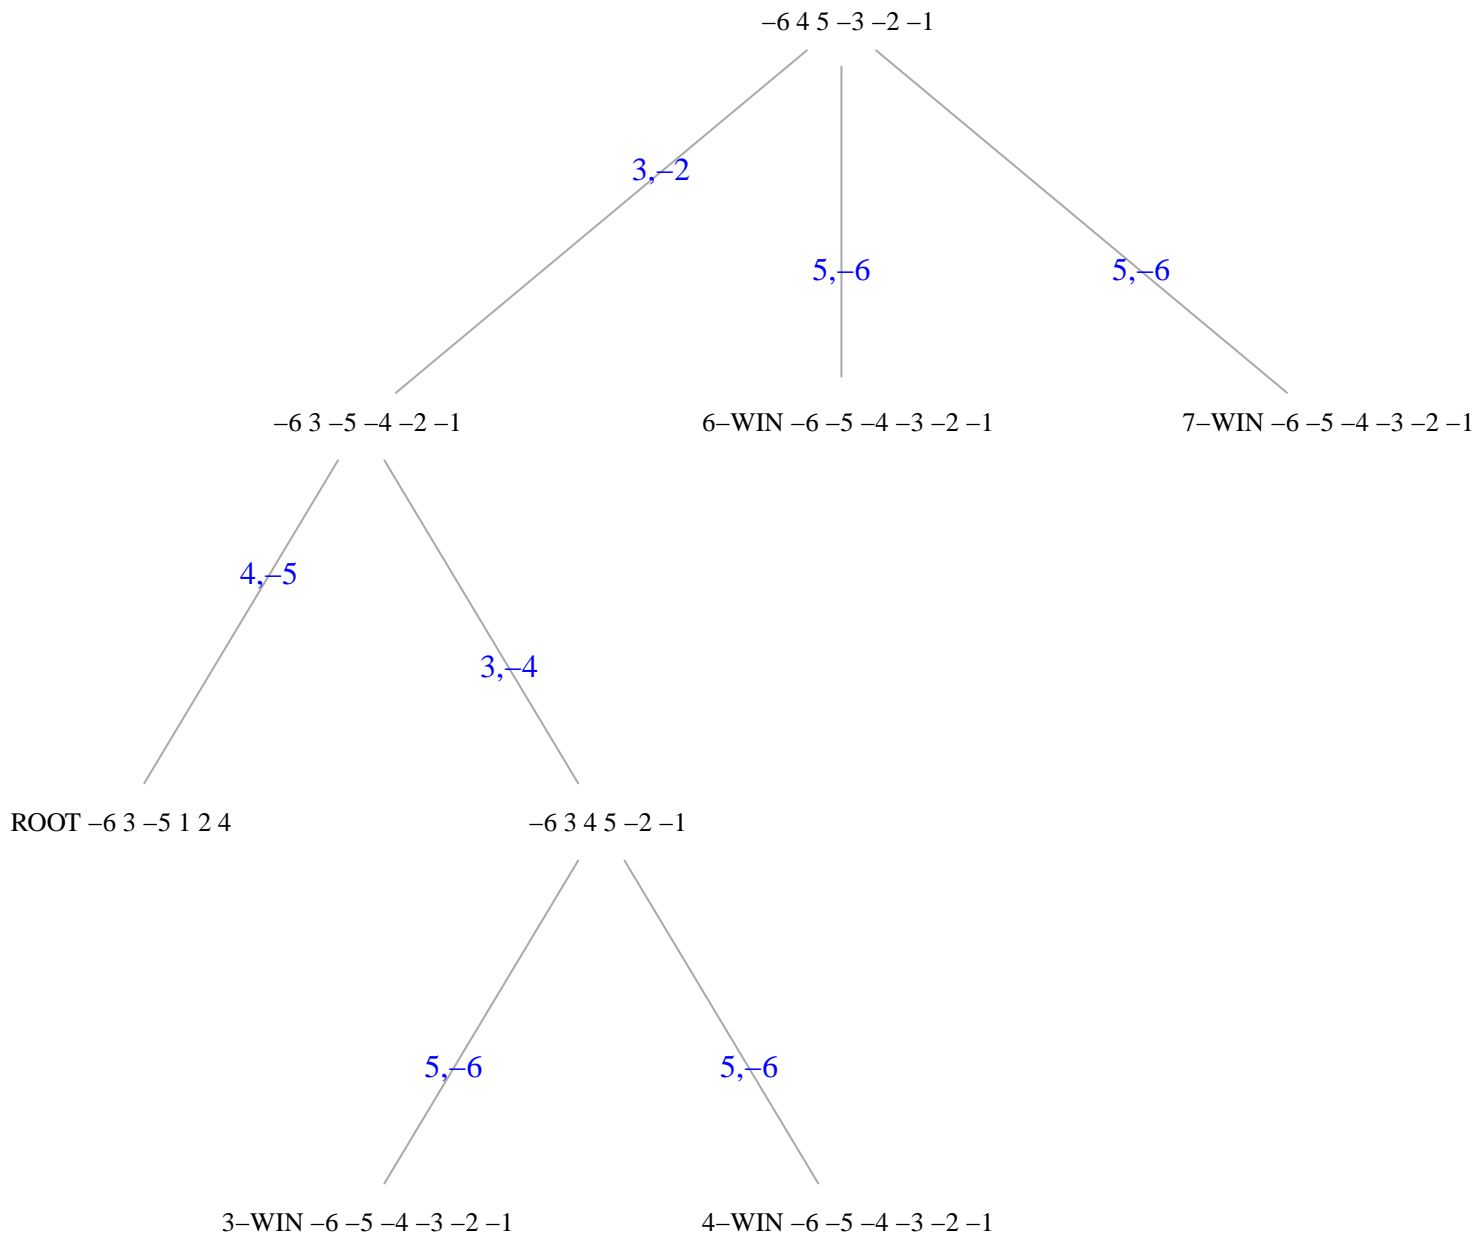 –6 4 5 –3 –2 –1
3,–2
5,–6
5,–6
–6 3 –5 –4 –2 –1
6–WIN –6 –5 –4 –3 –2 –1
7–WIN –6 –5 –4 –3 –2 –1
4,–5
3,–4
ROOT –6 3 –5 1 2 4
–6 3 4 5 –2 –1
5,–6
5,–6
3–WIN –6 –5 –4 –3 –2 –1
4–WIN –6 –5 –4 –3 –2 –1